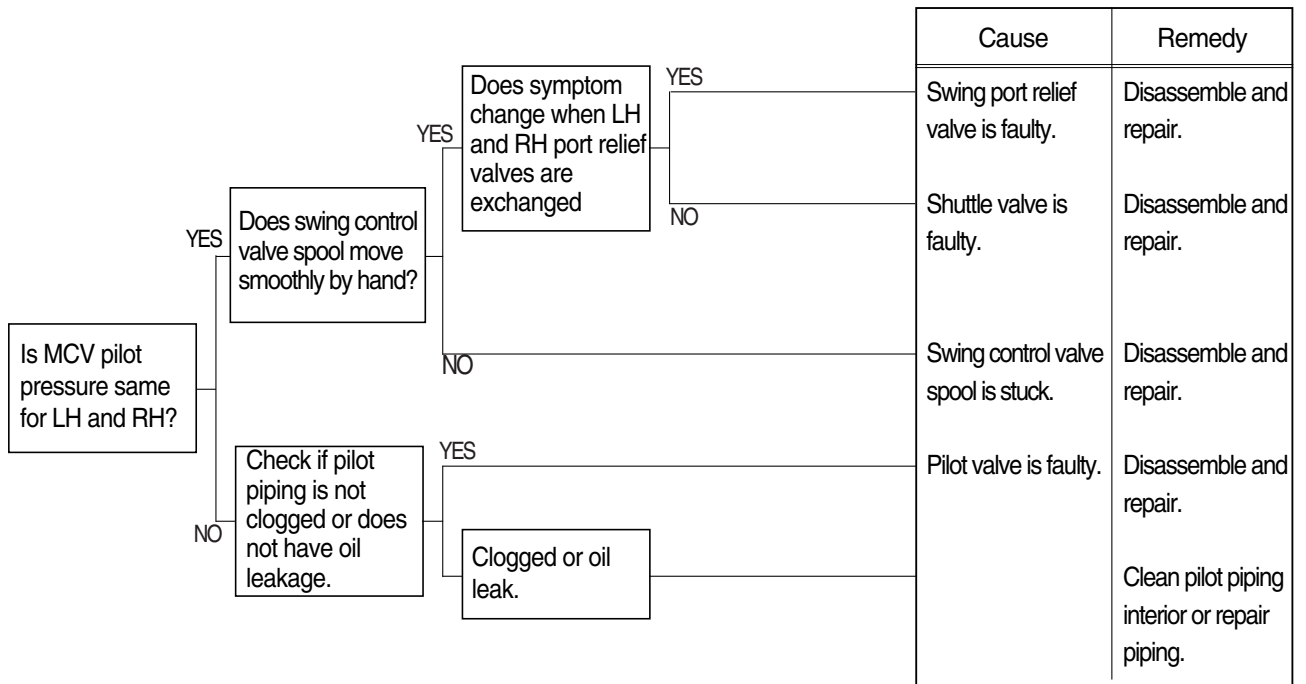 Cause
Remedy
YES
Does symptom
change when LH
and RH port relief
valves are
exchanged
Swing port relief
valve is faulty.
Disassemble and
repair.
YES
NO
Shuttle valve is
faulty.
Disassemble and
repair.
YES
Does swing control
valve spool move
smoothly by hand?
NO
Swing control valve
spool is stuck.
Disassemble and
repair.
Is MCV pilot
pressure same
for LH and RH?
NO
Check if pilot
piping is not
clogged or does
not have oil
leakage.
YES
Pilot valve is faulty.
Disassemble and
repair.
Clogged or oil
leak.
Clean pilot piping
interior or repair
piping.